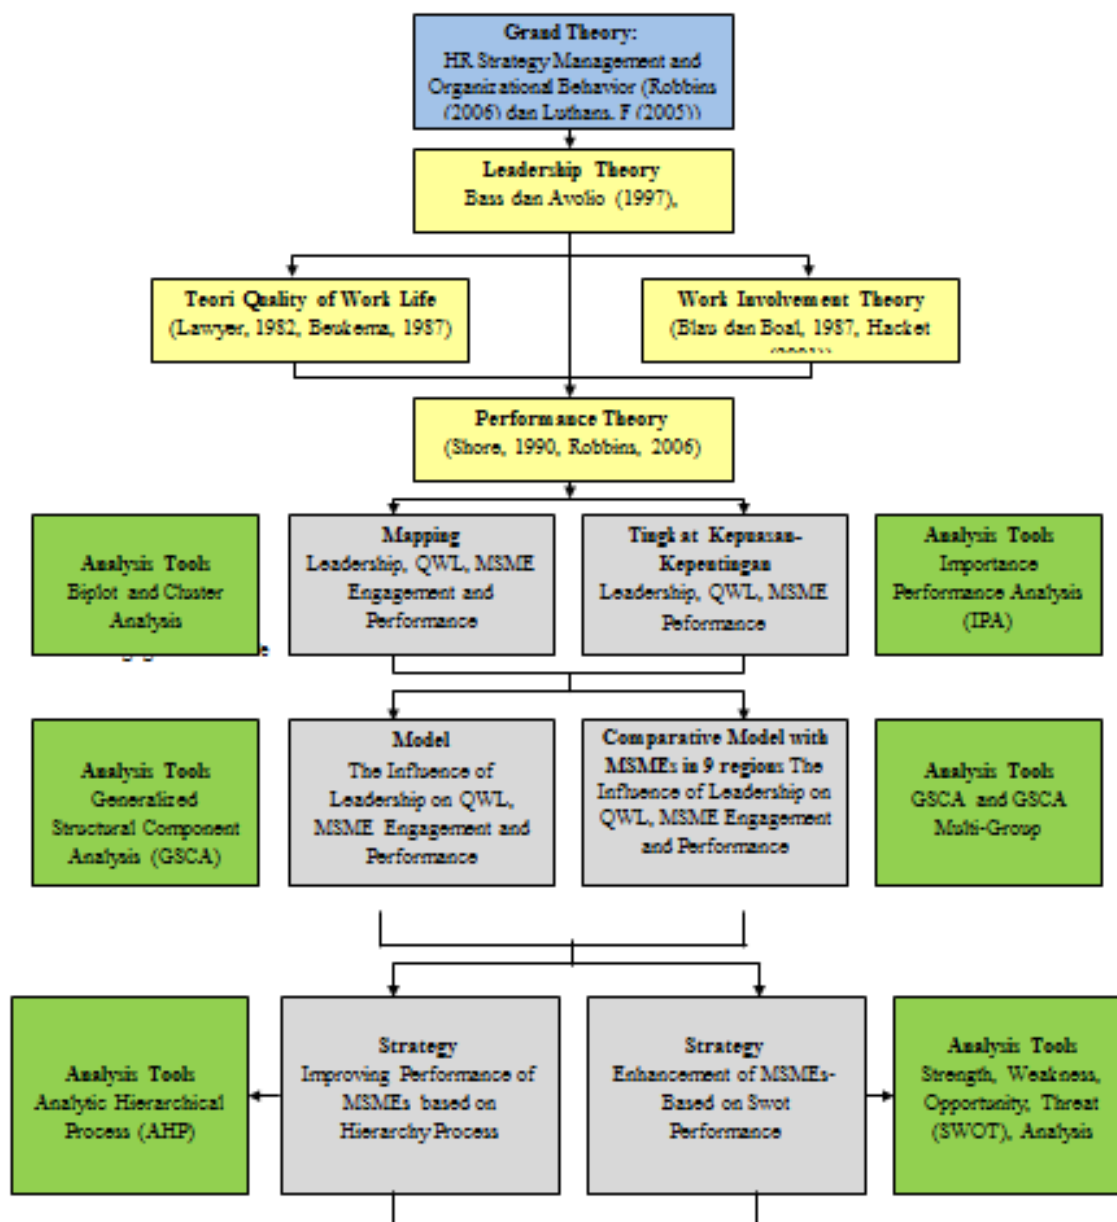 Grand Theory:
HR Strategy Management and
Organizational Behavior (Robbins
(2006) dan Luthans, F (2005))
Leadership Theory
Bass dan Avolio (1997),
Teori Quality of Work Life
(Lawyer, 1982, Beukema, 1987)
Work Involvement Theory
(Blau dan Boal, 1987, Hacket
Performance Theory
(Shore, 1990, Robbins, 2006)
Analysis Tools
Biplot and Cluster
Analysis
Mapping
Leadership, QWL, MSME
Engagement and
Performance
Tingkat Kepuasan-
Kepentingan
Leadership, QWL, MSME
Peformance
Analysis Tools
Importance
Performance Analysis
(IPA)
Analysis Tools
Generalized
Structural Component
Analysis (GSCA)
Model
The Influence of
Leadership on QWL,
MSME Engagement and
Performance
Comparative Model with
MSMEs in 9 regions The
Influence of Leadership on
QWL, MSME Engagement
and Performance
Analysis Tools
GSCA and GSCA
Multi-Group
Analysis Tools
Analytic Hierarchical
Process (AHP)
Strategy
Improving Performance of
MSMEs based on
Hierarchy Process
Strategy
Enhancement of MSMEs-
Based on Swot
Performance
Analysis Tools
Strength, Weakness,
Opportunity, Threat
(SWOT), Analysis